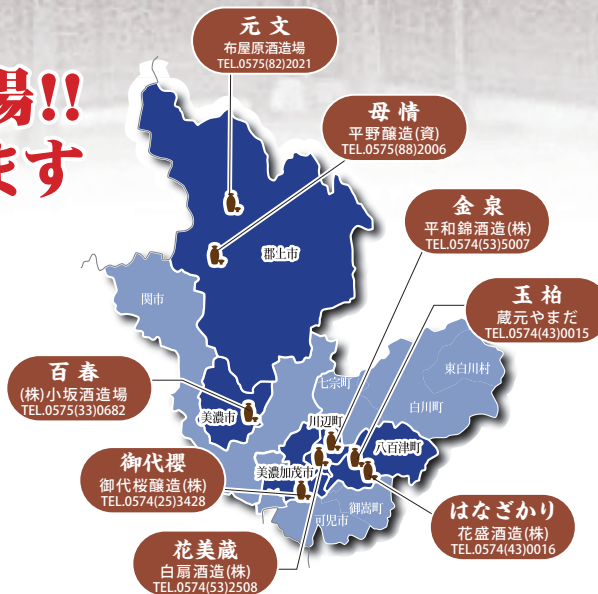 元文
布屋原酒造場
TEL.0575(82)2021
場!!
ます
母情
平野醸造(資)
TEL.0575(88)2006
金泉
平和錦酒造(株)
TEL.0574(53)5007
郡上市
関市
玉柏
蔵元やまだ
TEL.0574(43)0015
百春
(株)小坂酒造場
TEL.0575(33)0682
東白川村
七宗町
白川町
美濃市
川辺町
八百津町
御代櫻
御代桜醸造(株)
TEL.0574(25)3428
美濃加茂市
御嵩町
可児市
はなざかり
花盛酒造(株)
TEL.0574(43)0016
花美蔵
白扇酒造(株)
TEL.0574(53)2508